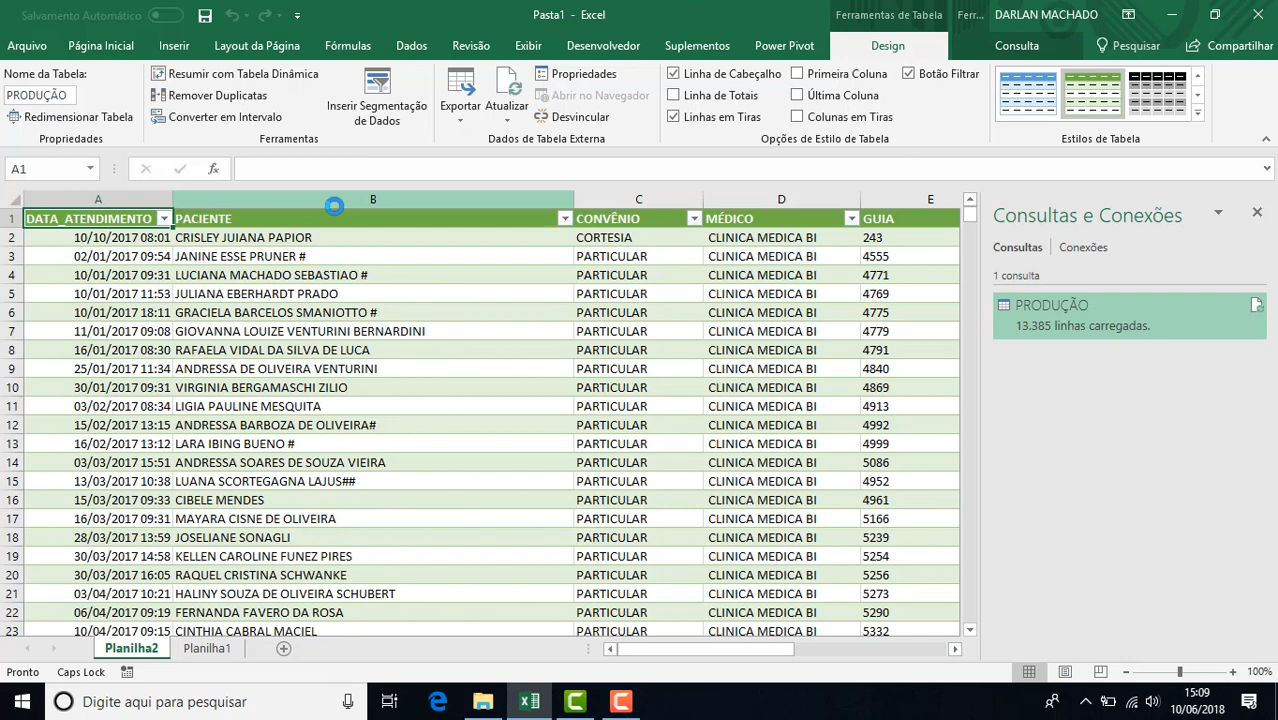 Salvamento Automático Pasta1 - Excel Ferramentas de Tabela Ferr... DARLAN MACHADO
Arquivo Página Inicial Inserir Layout da Página Fórmulas Dados Revisão Exibir Desenvolvedor Suplementos Power Pivot Design Consulta Pesquisar Compartilhar
Nome da Tabela:
PRODUÇÃO
Redimensionar Tabela
Propriedades
Resumir com Tabela Dinâmica
Remover Duplicatas
Converter em Intervalo
Inserir Segmentação
de Dados
Ferramentas
Exportar Atualizar
Propriedades
Abrir no Navegador
Desvincular
Dados de Tabela Externa
Linha de Cabeçalho Primeira Coluna Botão Filtrar
Linha de Totais Última Coluna
Linhas em Tiras Colunas em Tiras
Opções de Estilo de Tabela
Estilos de Tabela
A1 fx
A B C D E
1 DATA_ATENDIMENTO PACIENTE CONVÊNIO MÉDICO GUIA
2 10/10/2017 08:01 CRISLEY JUIANA PAPIOR CORTESIA CLINICA MEDICA BI 243
3 02/01/2017 09:54 JANINE ESSE PRUNER # PARTICULAR CLINICA MEDICA BI 4555
4 10/01/2017 09:31 LUCIANA MACHADO SEBASTIAO # PARTICULAR CLINICA MEDICA BI 4771
5 10/01/2017 11:53 JULIANA EBERHARDT PRADO PARTICULAR CLINICA MEDICA BI 4769
6 10/01/2017 18:11 GRACIELA BARCELOS SMANIOTTO # PARTICULAR CLINICA MEDICA BI 4775
7 11/01/2017 09:08 GIOVANNA LOUIZE VENTURINI BERNARDINI PARTICULAR CLINICA MEDICA BI 4779
8 16/01/2017 08:30 RAFAELA VIDAL DA SILVA DE LUCA PARTICULAR CLINICA MEDICA BI 4791
9 25/01/2017 11:34 ANDRESSA DE OLIVEIRA VENTURINI PARTICULAR CLINICA MEDICA BI 4840
10 30/01/2017 09:31 VIRGINIA BERGAMASCHI ZILIO PARTICULAR CLINICA MEDICA BI 4869
11 03/02/2017 08:34 LIGIA PAULINE MESQUITA PARTICULAR CLINICA MEDICA BI 4913
12 15/02/2017 13:15 ANDRESSA BARBOZA DE OLIVEIRA# PARTICULAR CLINICA MEDICA BI 4992
13 16/02/2017 13:12 LARA IBING BUENO # PARTICULAR CLINICA MEDICA BI 4999
14 03/03/2017 15:51 ANDRESSA SOARES DE SOUZA VIEIRA PARTICULAR CLINICA MEDICA BI 5086
15 13/03/2017 10:38 LUANA SCORTEGAGNA LAJUS## PARTICULAR CLINICA MEDICA BI 4952
16 15/03/2017 09:33 CIBELE MENDES PARTICULAR CLINICA MEDICA BI 4961
17 16/03/2017 09:31 MAYARA CISNE DE OLIVEIRA PARTICULAR CLINICA MEDICA BI 5166
18 28/03/2017 13:59 JOSELIANE SONAGLI PARTICULAR CLINICA MEDICA BI 5239
19 30/03/2017 14:58 KELLEN CAROLINE FUNEZ PIRES PARTICULAR CLINICA MEDICA BI 5254
20 30/03/2017 16:05 RAQUEL CRISTINA SCHWANKE PARTICULAR CLINICA MEDICA BI 5256
21 03/04/2017 10:21 HALINY SOUZA DE OLIVEIRA SCHUBERT PARTICULAR CLINICA MEDICA BI 5273
22 06/04/2017 09:19 FERNANDA FAVERO DA ROSA PARTICULAR CLINICA MEDICA BI 5290
23 10/04/2017 09:15 CINTHIA CABRAL MACIEL PARTICULAR CLINICA MEDICA BI 5332
Consultas e Conexões
Consultas Conexões
1 consulta
PRODUÇÃO
13.385 linhas carregadas.
Planilha2 Planilha1
Pronto Caps Lock 100%
Digite aqui para pesquisar
15:09
10/06/2018